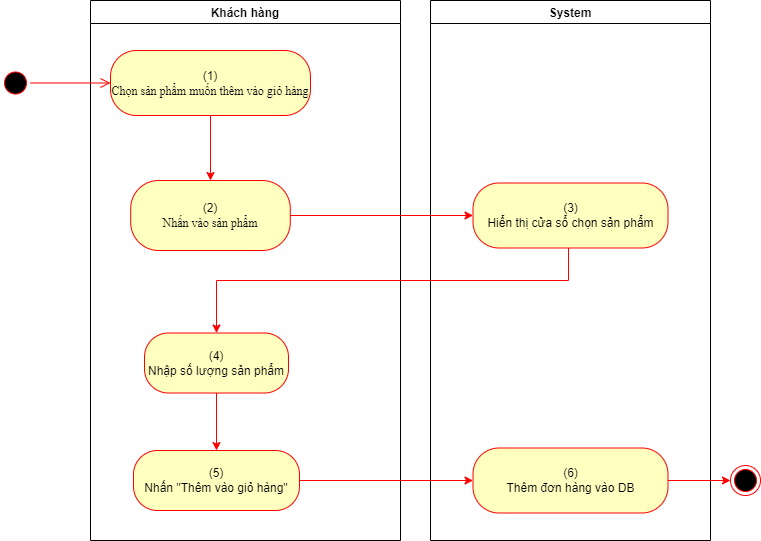 Khách hàng
System
(1)
Chọn sản phẩm muốn thêm vào giỏ hàng
(2)
Nhấn vào sản phẩm
(3)
Hiển thị cửa sổ chọn sản phẩm
(4)
Nhập số lượng sản phẩm
(5)
Nhấn "Thêm vào giỏ hàng"
(6)
Thêm đơn hàng vào DB